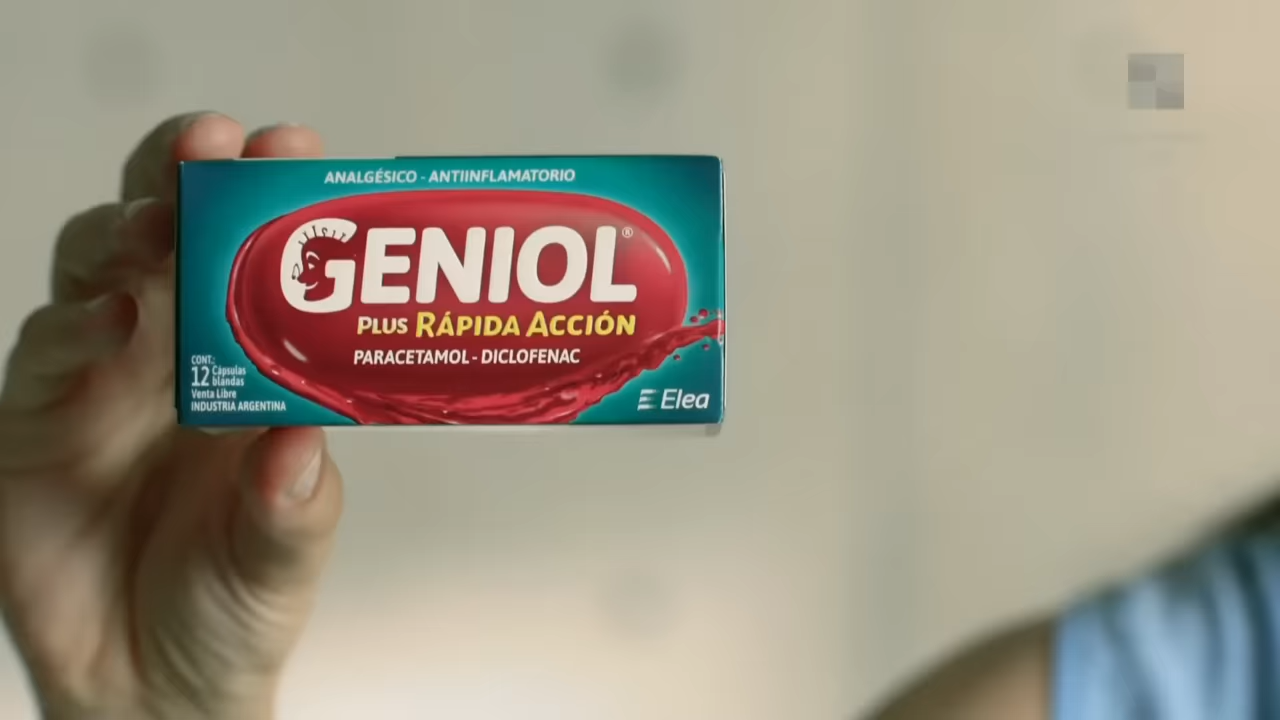 ANALGÉSICO - ANTIINFLAMATORIO
GENIOL®
PLUS RÁPIDA ACCIÓN
PARACETAMOL - DICLOFENAC
CONT.:
12 Cápsulas blandas
Venta Libre
INDUSTRIA ARGENTINA
Elea